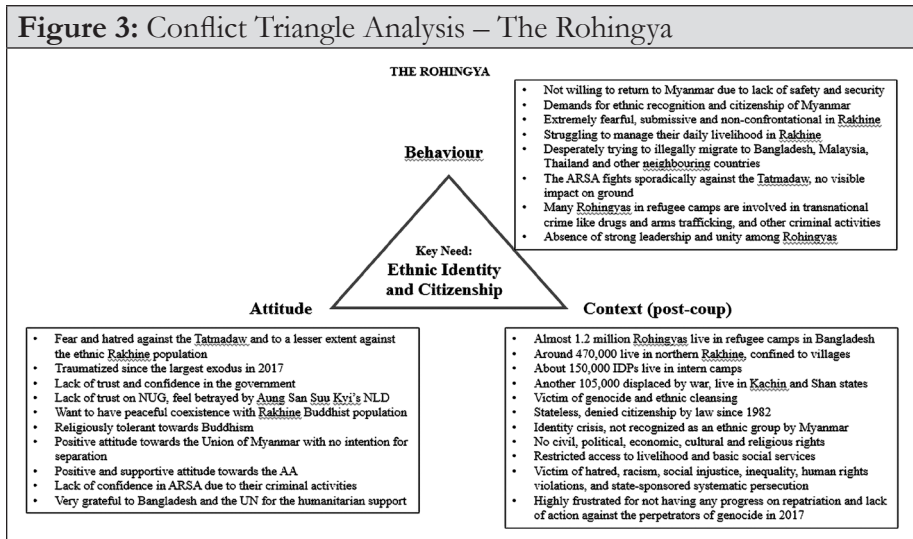 Figure 3: Conflict Triangle Analysis – The Rohingya
THE ROHINGYA
Behaviour
• Not willing to return to Myanmar due to lack of safety and security
• Demands for ethnic recognition and citizenship of Myanmar
• Extremely fearful, submissive and non-confrontational in Rakhine
• Struggling to manage their daily livelihood in Rakhine
• Desperately trying to illegally migrate to Bangladesh, Malaysia,
Thailand and other neighbouring countries
• The ARSA fights sporadically against the Tatmadaw, no visible
impact on ground
• Many Rohingyas in refugee camps are involved in transnational
crime like drugs and arms trafficking, and other criminal activities
• Absence of strong leadership and unity among Rohingyas
Key Need:
Ethnic Identity
and Citizenship
Attitude
• Fear and hatred against the Tatmadaw and to a lesser extent against
the ethnic Rakhine population
• Traumatized since the largest exodus in 2017
• Lack of trust and confidence in the government
• Lack of trust on NUG, feel betrayed by Aung San Suu Kyi's NLD
• Want to have peaceful coexistence with Rakhine Buddhist population
• Religiously tolerant towards Buddhism
• Positive attitude towards the Union of Myanmar with no intention for
separation
• Positive and supportive attitude towards the AA
• Lack of confidence in ARSA due to their criminal activities
• Very grateful to Bangladesh and the UN for the humanitarian support
Context (post-coup)
• Almost 1.2 million Rohingyas live in refugee camps in Bangladesh
• Around 470,000 live in northern Rakhine, confined to villages
• About 150,000 IDPs live in intern camps
• Another 105,000 displaced by war, live in Kachin and Shan states
• Victim of genocide and ethnic cleansing
• Stateless, denied citizenship by law since 1982
• Identity crisis, not recognized as an ethnic group by Myanmar
• No civil, political, economic, cultural and religious rights
• Restricted access to livelihood and basic social services
• Victim of hatred, racism, social injustice, inequality, human rights
violations, and state-sponsored systematic persecution
• Highly frustrated for not having any progress on repatriation and lack
of action against the perpetrators of genocide in 2017